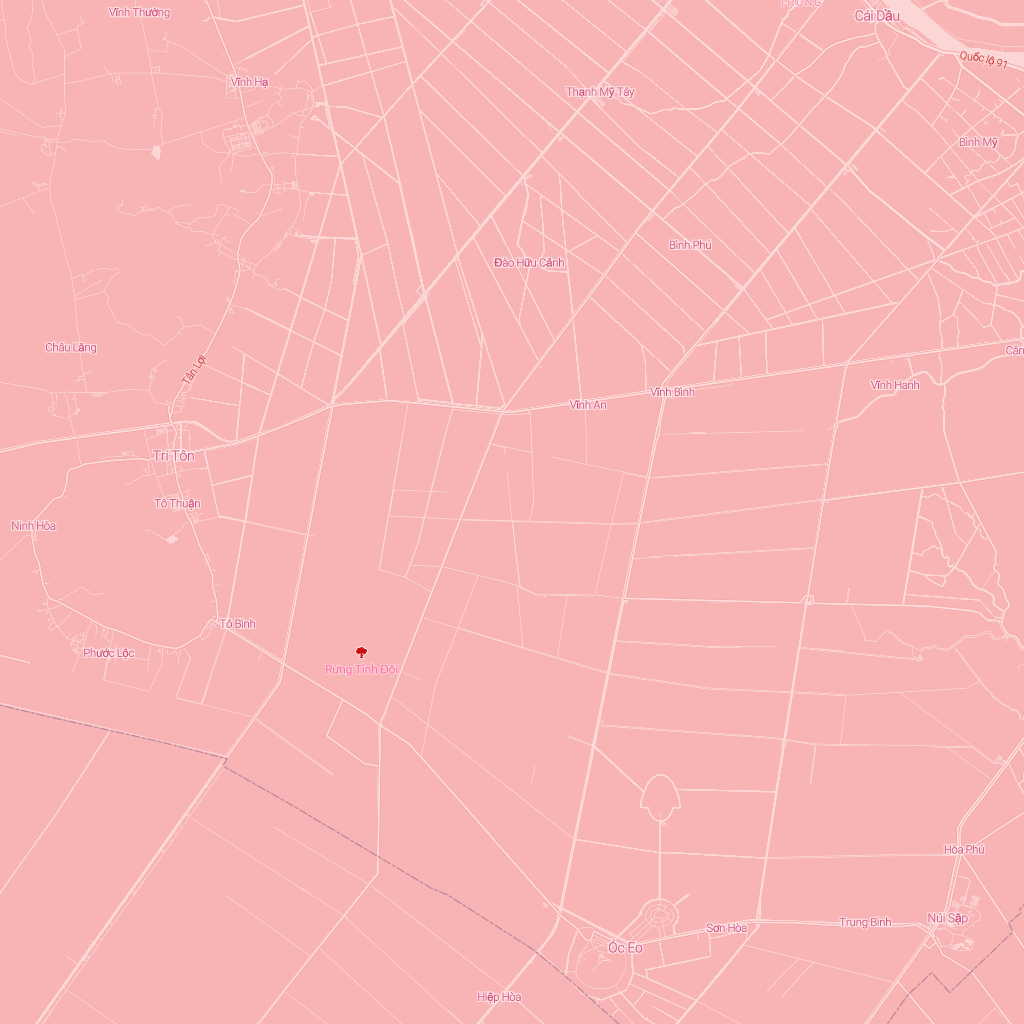 TRUNG
Vĩnh Thường
Cái Dầu
Quốc lộ 91
Vĩnh Hạ
Thạnh Mỹ Tây
Bình Mỹ
Bình Phú
Đào Hữu Cảnh
Châu Lăng
Cần
Tân Lợi
Vĩnh Hanh
Vĩnh Bình
Vĩnh An
Tri Tôn
Tô Thuận
Ninh Hòa
Tô Bình
Phước Lộc
Rừng Tỉnh Đội
Hòa Phú
Núi Sập
Trung Bình
Sơn Hòa
Óc Eo
Hiệp Hòa